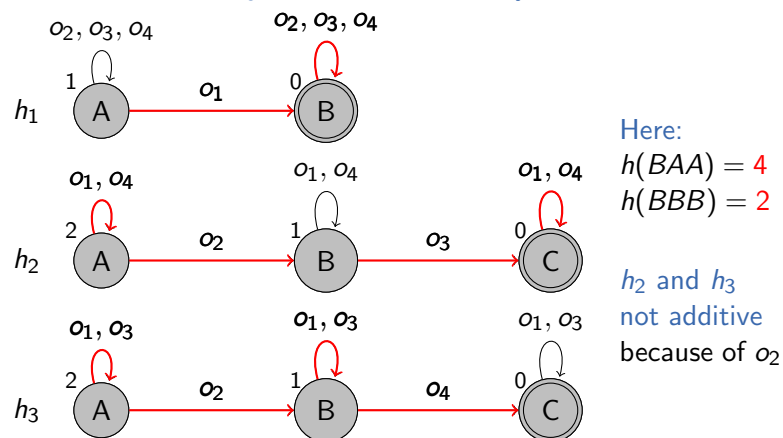 o₂, o₃, o₄
o₂, o₃, o₄
1
0
h₁
A
o₁
B
Here:
h(BAA) = 4
h(BBB) = 2
o₁, o₄
o₁, o₄
o₁, o₄
2
1
0
h₂
A
o₂
B
o₃
C
h₂ and h₃
not additive
because of o₂
o₁, o₃
o₁, o₃
o₁, o₃
2
1
0
h₃
A
o₂
B
o₄
C